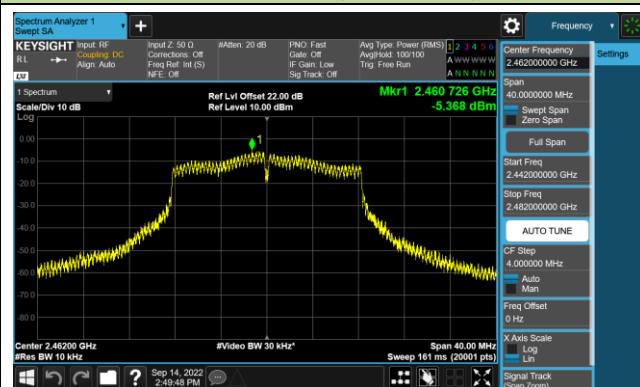 Spectrum Analyzer 1
Swept SA
Frequency
KEYSIGHT
RL
LXI
Input: RF
Coupling: DC
Align: Auto
Input Z: 50 Ω
Corrections: Off
Freq Ref: Int (S)
NFE: Off
#Atten: 20 dB
PNO: Fast
Gate: Off
IF Gain: Low
Sig Track: Off
Avg Type: Power (RMS)
Avg|Hold: 100/100
Trig: Free Run
1 2 3 4 5 6
A W W W W W
A N N N N N
Center Frequency
2.462000000 GHz
Settings
Span
40.0000000 MHz
Swept Span
Zero Span
Full Span
Start Freq
2.442000000 GHz
Stop Freq
2.482000000 GHz
AUTO TUNE
CF Step
4.000000 MHz
Auto
Man
Freq Offset
0 Hz
X Axis Scale
Log
Lin
Signal Track
(Span Zoom)
1 Spectrum
Scale/Div 10 dB
Log
Ref Lvl Offset 22.00 dB
Ref Level 10.00 dBm
Mkr1 2.460 726 GHz
-5.368 dBm
1
0.00
-10.0
-20.0
-30.0
-40.0
-50.0
-60.0
-70.0
-80.0
Center 2.46200 GHz
#Res BW 10 kHz
#Video BW 30 kHz*
Span 40.00 MHz
Sweep 161 ms (20001 pts)
?
Sep 14, 2022
2:49:48 PM